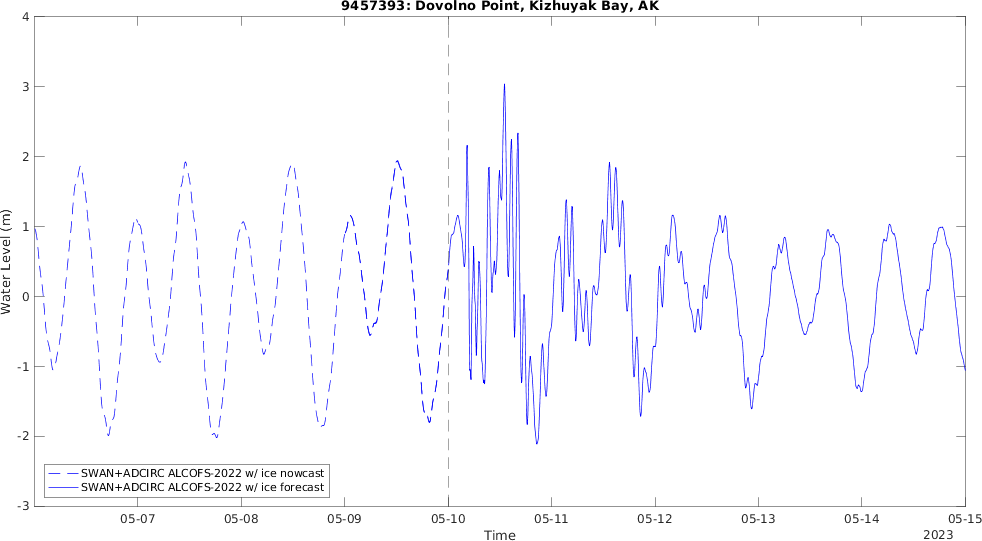 9457393: Dovolno Point, Kizhuyak Bay, AK
4
3
2
1
0
-1
-2
-3
Water Level (m)
SWAN+ADCIRC ALCOFS-2022 w/ ice nowcast
SWAN+ADCIRC ALCOFS-2022 w/ ice forecast
05-07 05-08 05-09 05-10 05-11 05-12 05-13 05-14 05-15
Time
2023